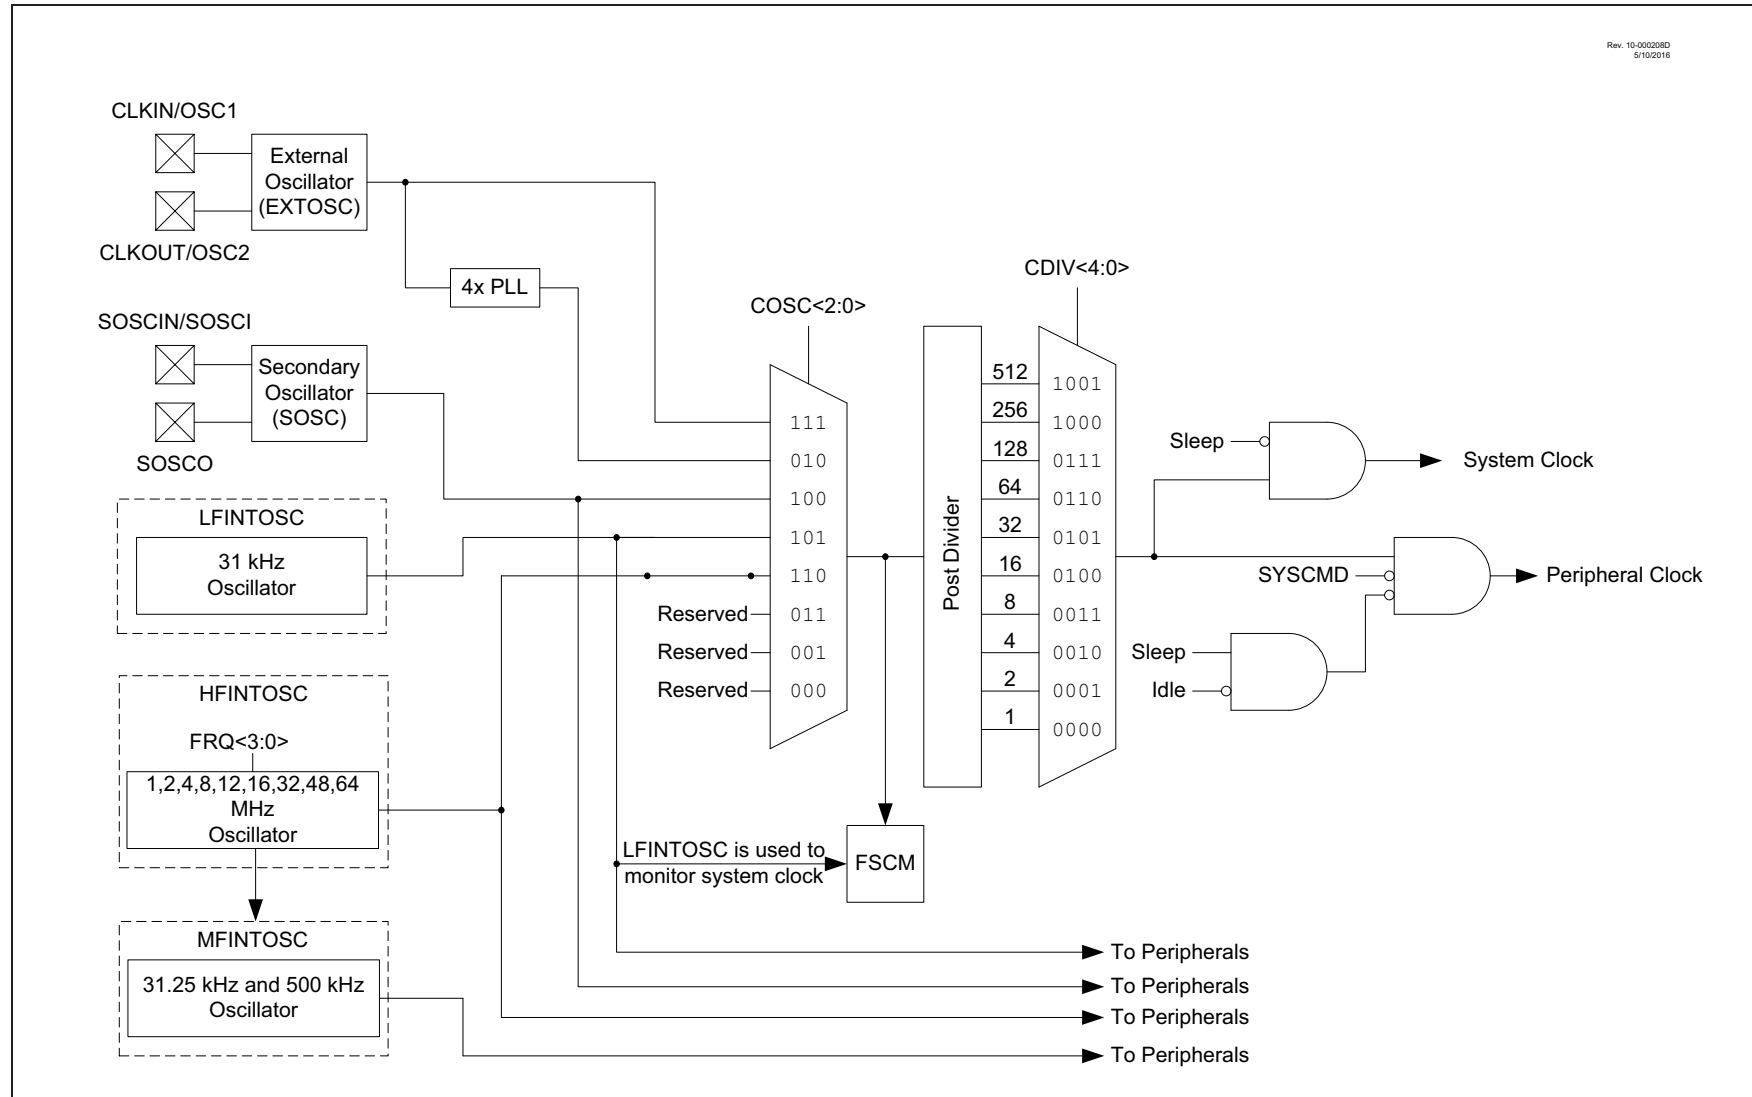 Rev. 10-000208D
5/10/2016
CLKIN/OSC1
External
Oscillator
(EXTOSC)
CLKOUT/OSC2
4x PLL
SOSCIN/SOSCI
Secondary
Oscillator
(SOSC)
SOSCO
LFINTOSC
31 kHz
Oscillator
HFINTOSC
FRQ<3:0>
1,2,4,8,12,16,32,48,64
MHz
Oscillator
MFINTOSC
31.25 kHz and 500 kHz
Oscillator
COSC<2:0>
111
010
100
101
110
Reserved 011
Reserved 001
Reserved 000
LFINTOSC is used to
monitor system clock
FSCM
Post Divider
CDIV<4:0>
512 1001
256 1000
128 0111
64 0110
32 0101
16 0100
8 0011
4 0010
2 0001
1 0000
Sleep
System Clock
SYSCMD
Peripheral Clock
Sleep
Idle
To Peripherals
To Peripherals
To Peripherals
To Peripherals